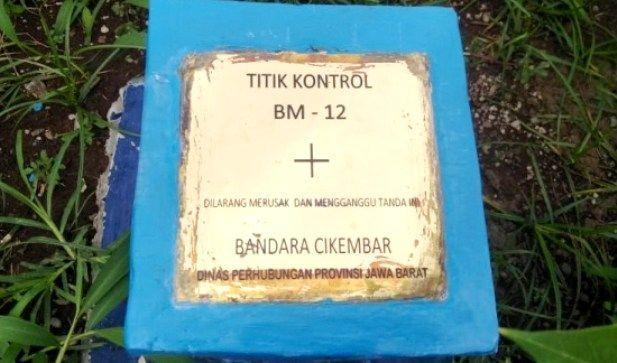 TITIK KONTROL
BM - 12
DILARANG MERUSAK DAN MENGGANGGU TANDA INI
BANDARA CIKEMBAR
DINAS PERHUBUNGAN PROVINSI JAWA BARAT